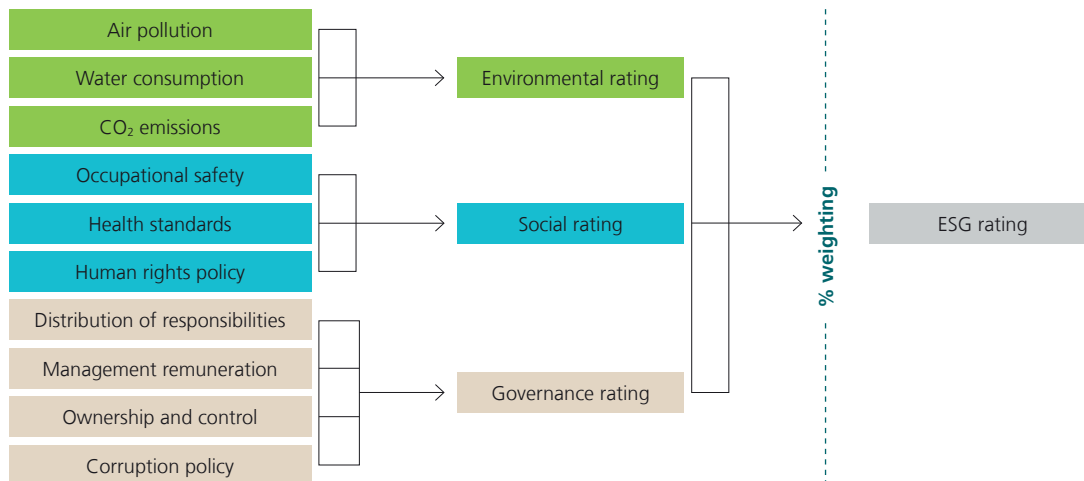 Air pollution
Water consumption
CO₂ emissions
Occupational safety
Health standards
Human rights policy
Distribution of responsibilities
Management remuneration
Ownership and control
Corruption policy
Environmental rating
Social rating
Governance rating
% weighting
ESG rating